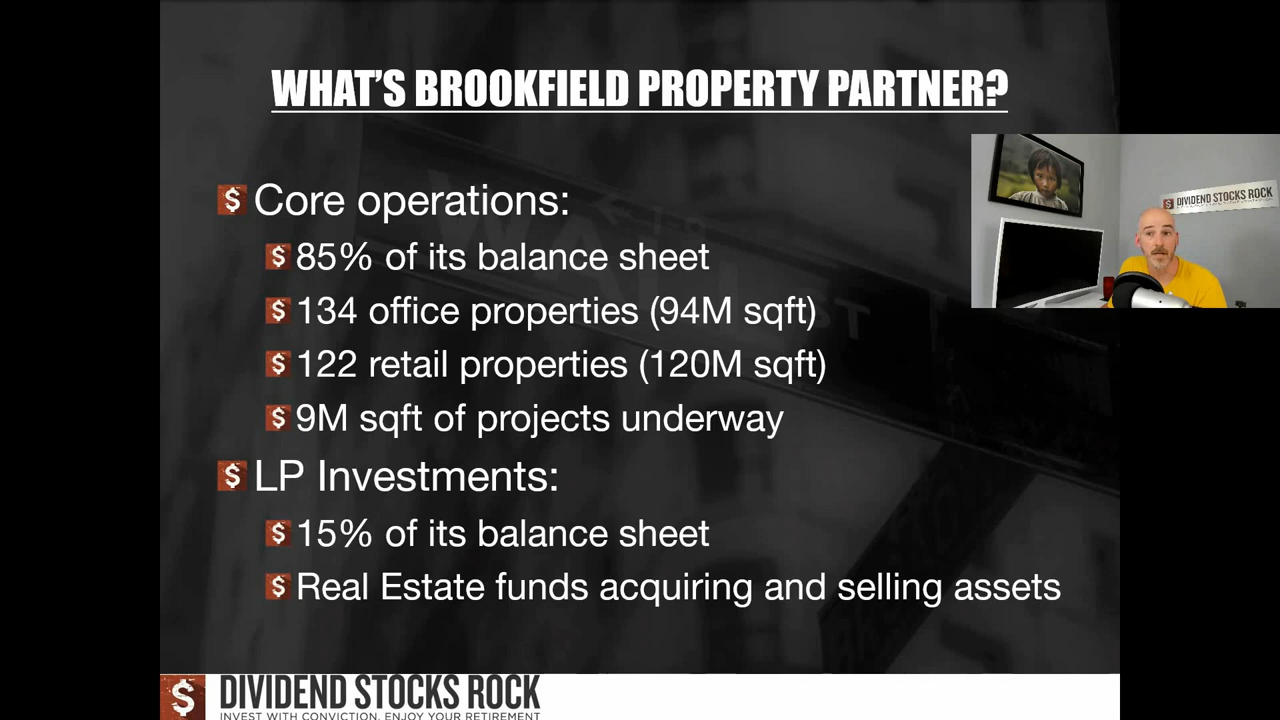 WHAT'S BROOKFIELD PROPERTY PARTNER?
Core operations:
85% of its balance sheet
134 office properties (94M sqft)
122 retail properties (120M sqft)
9M sqft of projects underway
LP Investments:
15% of its balance sheet
Real Estate funds acquiring and selling assets
DIVIDEND STOCKS ROCK
DIVIDEND STOCKS ROCK
INVEST WITH CONVICTION. ENJOY YOUR RETIREMENT